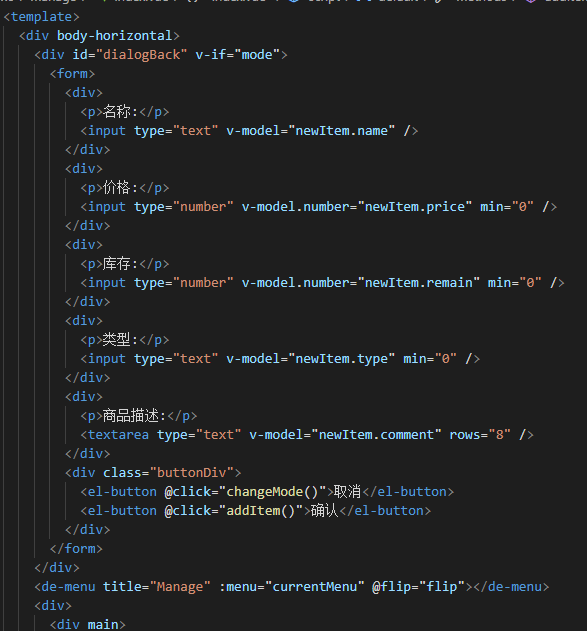 <template>
<div body-horizontal>
<div id="dialogBack" v-if="mode">
<form>
<div>
<p>名称:</p>
<input type="text" v-model="newItem.name" />
</div>
<div>
<p>价格:</p>
<input type="number" v-model.number="newItem.price" min="0" />
</div>
<div>
<p>库存:</p>
<input type="number" v-model.number="newItem.remain" min="0" />
</div>
<div>
<p>类型:</p>
<input type="text" v-model="newItem.type" min="0" />
</div>
<div>
<p>商品描述:</p>
<textarea type="text" v-model="newItem.comment" rows="8" />
</div>
<div class="buttonDiv">
<el-button @click="changeMode()">取消</el-button>
<el-button @click="addItem()">确认</el-button>
</div>
</form>
</div>
<de-menu title="Manage" :menu="currentMenu" @flip="flip"></de-menu>
<div>
<div main>